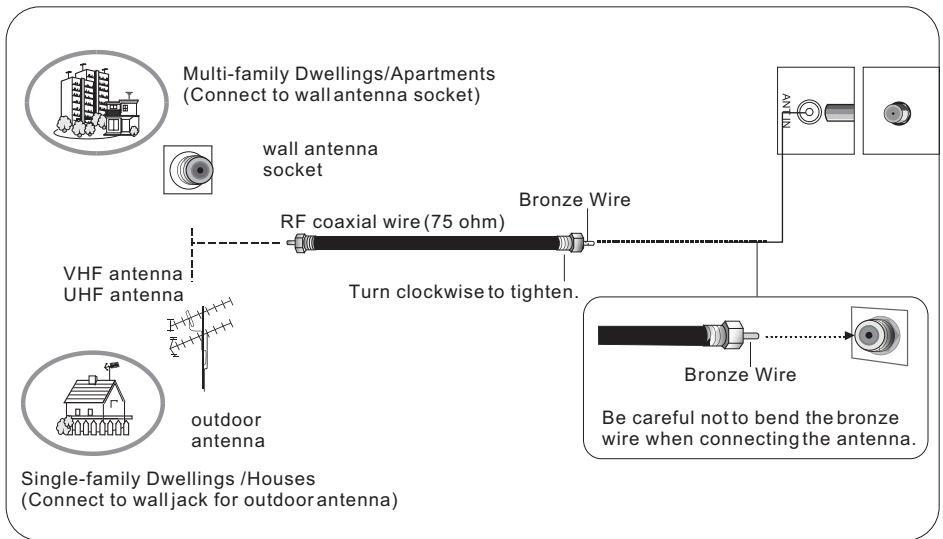 Multi-family Dwellings/Apartments
(Connect to wall antenna socket)
ANT.IN
wall antenna
socket
Bronze Wire
RF coaxial wire (75 ohm)
VHF antenna
UHF antenna
Turn clockwise to tighten.
Bronze Wire
Be careful not to bend the bronze
wire when connecting the antenna.
outdoor
antenna
Single-family Dwellings /Houses
(Connect to wall jack for outdoor antenna)